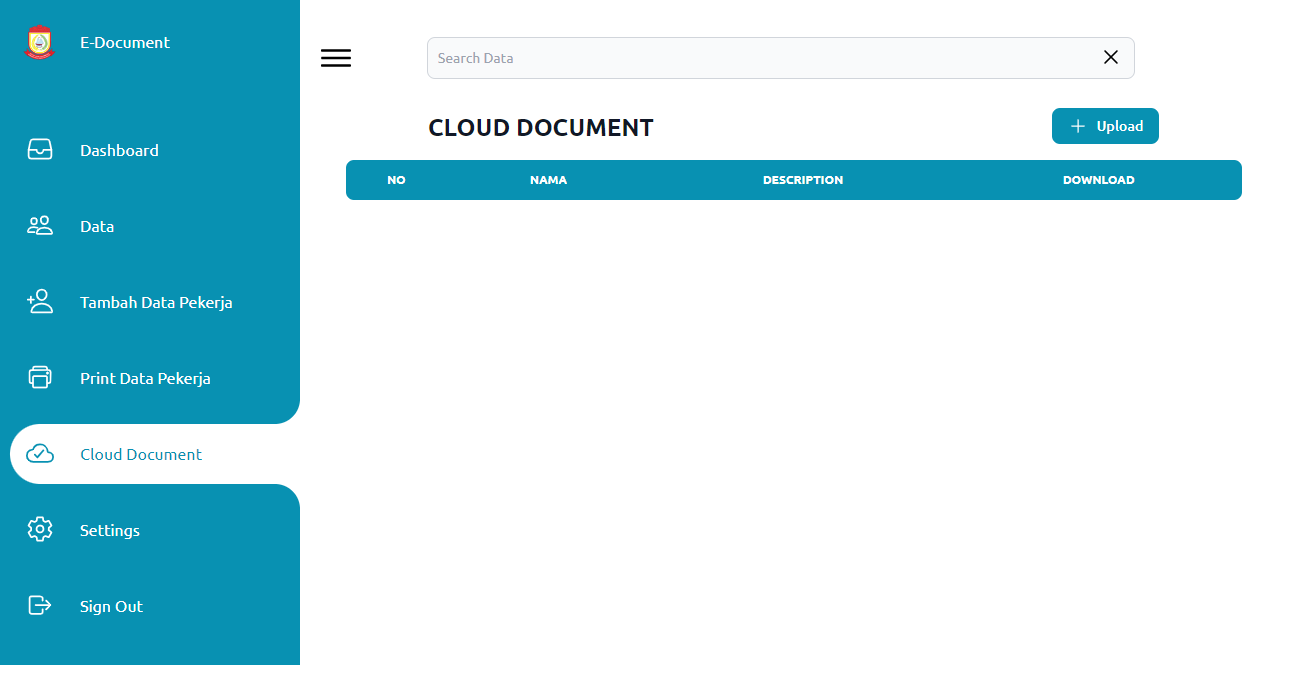 E-Document
Dashboard
Data
Tambah Data Pekerja
Print Data Pekerja
Cloud Document
Settings
Sign Out
Search Data
CLOUD DOCUMENT
Upload
NO NAMA DESCRIPTION DOWNLOAD